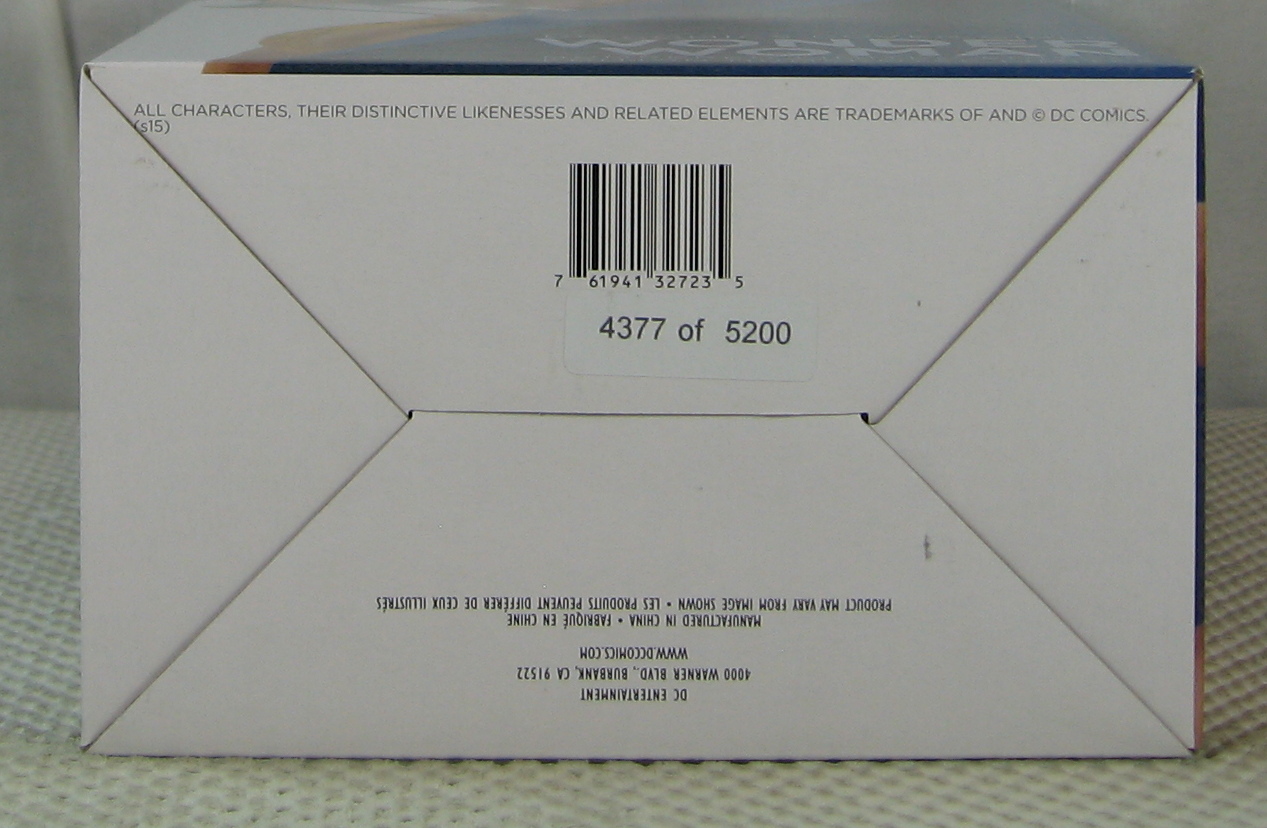 WONDER
WOMAN
ALL CHARACTERS, THEIR DISTINCTIVE LIKENESSES AND RELATED ELEMENTS ARE TRADEMARKS OF AND © DC COMICS.
(s15)
7 61941 32723 5
4377 of 5200
DC ENTERTAINMENT
4000 WARNER BLVD., BURBANK, CA 91522
WWW.DCCOMICS.COM
MANUFACTURED IN CHINA • FABRIQUÉ EN CHINE
PRODUCT MAY VARY FROM IMAGE SHOWN • LES PRODUITS PEUVENT DIFFÉRER DE CEUX ILLUSTRÉS